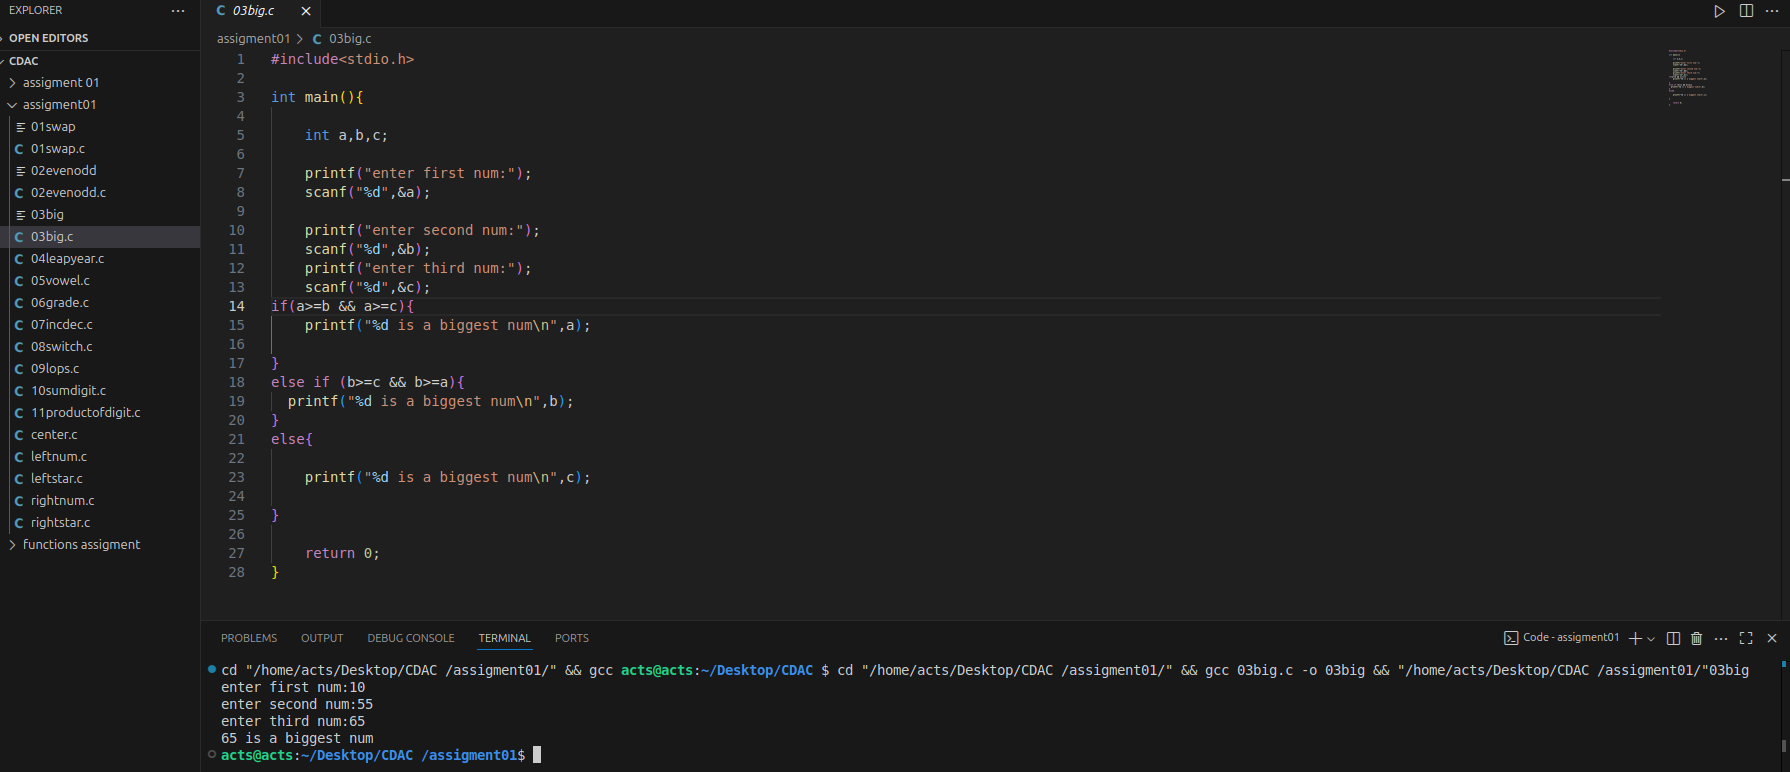 EXPLORER
OPEN EDITORS
CDAC
assigment 01
assigment01
01swap
01swap.c
02evenodd
02evenodd.c
03big
03big.c
04leapyear.c
05vowel.c
06grade.c
07incdec.c
08switch.c
09lops.c
10sumdigit.c
11productofdigit.c
center.c
leftnum.c
leftstar.c
rightnum.c
rightstar.c
functions assigment
C 03big.c
assigment01 > C 03big.c
1 #include<stdio.h>
2
3 int main(){
4
5 int a,b,c;
6
7 printf("enter first num:");
8 scanf("%d",&a);
9
10 printf("enter second num:");
11 scanf("%d",&b);
12 printf("enter third num:");
13 scanf("%d",&c);
14 if(a>=b && a>=c){
15 printf("%d is a biggest num\n",a);
16
17 }
18 else if (b>=c && b>=a){
19 printf("%d is a biggest num\n",b);
20 }
21 else{
22
23 printf("%d is a biggest num\n",c);
24
25 }
26
27 return 0;
28 }
PROBLEMS OUTPUT DEBUG CONSOLE TERMINAL PORTS
Code - assigment01
cd "/home/acts/Desktop/CDAC /assigment01/" && gcc acts@acts:~/Desktop/CDAC $ cd "/home/acts/Desktop/CDAC /assigment01/" && gcc 03big.c -o 03big && "/home/acts/Desktop/CDAC /assigment01/"03big
enter first num:10
enter second num:55
enter third num:65
65 is a biggest num
acts@acts:~/Desktop/CDAC /assigment01$